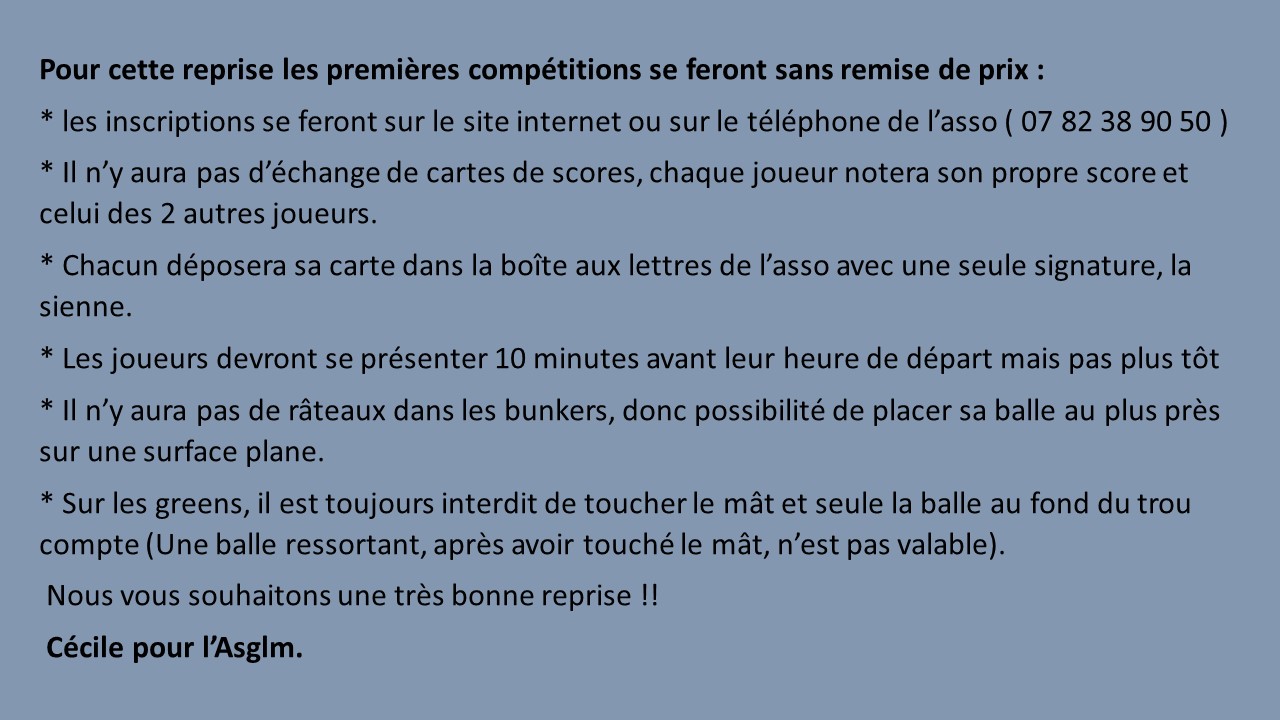 Pour cette reprise les premières compétitions se feront sans remise de prix :
* les inscriptions se feront sur le site internet ou sur le téléphone de l’asso ( 07 82 38 90 50 )
* Il n’y aura pas d’échange de cartes de scores, chaque joueur notera son propre score et
celui des 2 autres joueurs.
* Chacun déposera sa carte dans la boîte aux lettres de l’asso avec une seule signature, la
sienne.
* Les joueurs devront se présenter 10 minutes avant leur heure de départ mais pas plus tôt
* Il n’y aura pas de râteaux dans les bunkers, donc possibilité de placer sa balle au plus près
sur une surface plane.
* Sur les greens, il est toujours interdit de toucher le mât et seule la balle au fond du trou
compte (Une balle ressortant, après avoir touché le mât, n’est pas valable).
Nous vous souhaitons une très bonne reprise !!
Cécile pour l’Asglm.